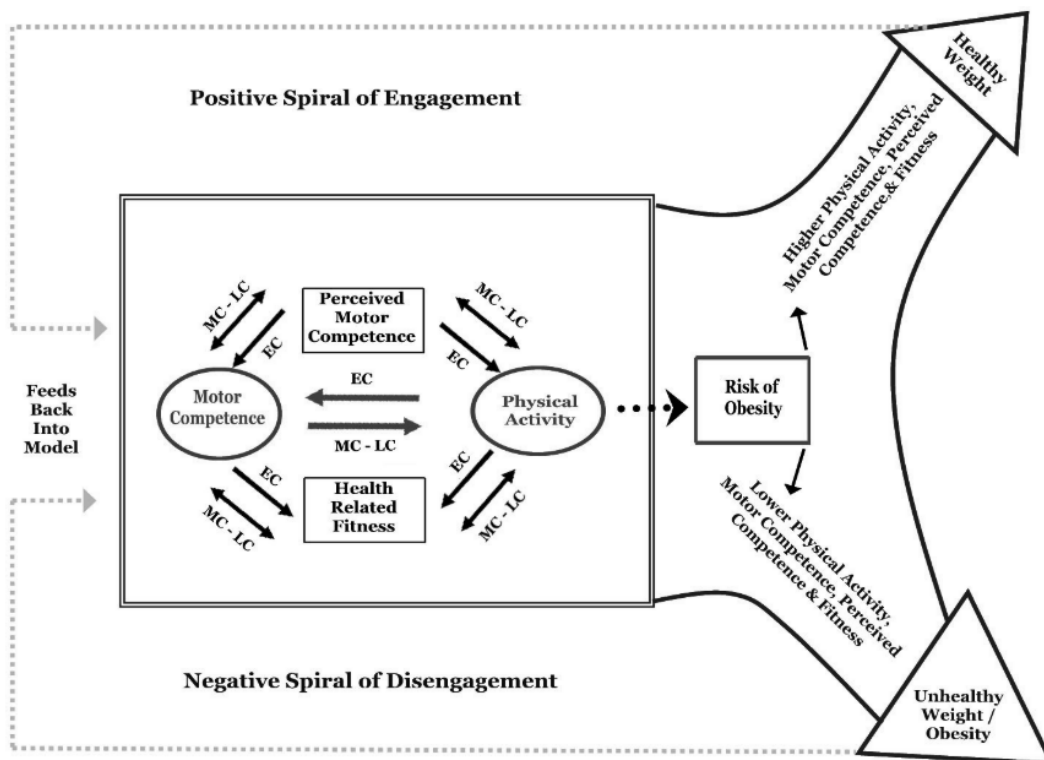 Healthy
Weight
Positive Spiral of Engagement
Higher Physical Activity,
Motor Competence, Perceived
Competence,& Fitness
MC - LC
EC
Perceived
Motor
Competence
MC - LC
EC
Feeds
Back
Into
Model
Motor
Competence
EC
MC - LC
Physical
Activity
Risk of
Obesity
EC
MC - LC
Health
Related
Fitness
EC
MC - LC
Lower Physical Activity,
Motor Competence, Perceived
Competence & Fitness
Negative Spiral of Disengagement
Unhealthy
Weight /
Obesity